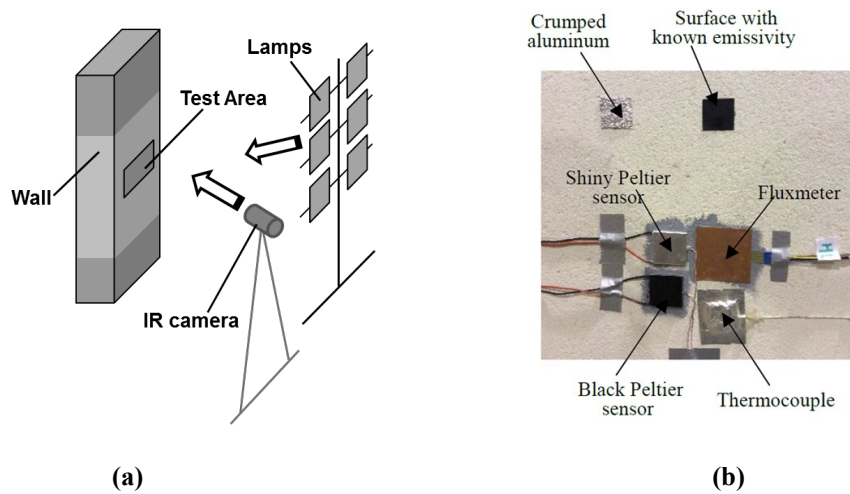 Lamps
Test Area
Wall
IR camera
(a)
Crumped
aluminum
Surface with
known emissivity
Shiny Peltier
sensor
Fluxmeter
Black Peltier
sensor
Thermocouple
(b)